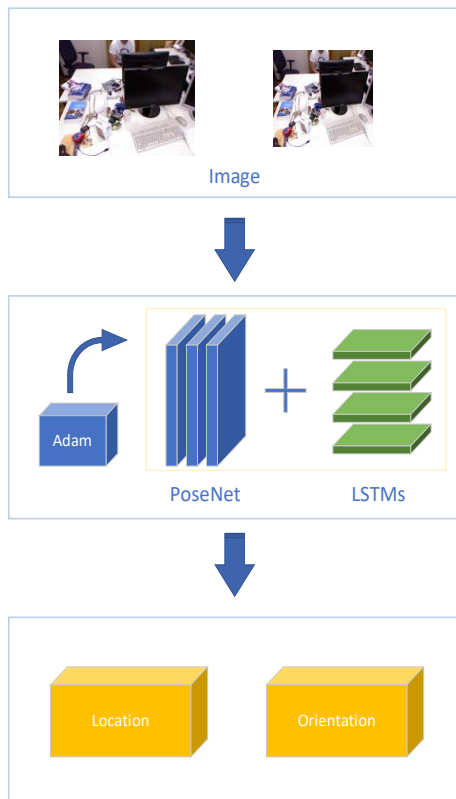 Image
Adam
PoseNet
LSTMs
Location
Orientation